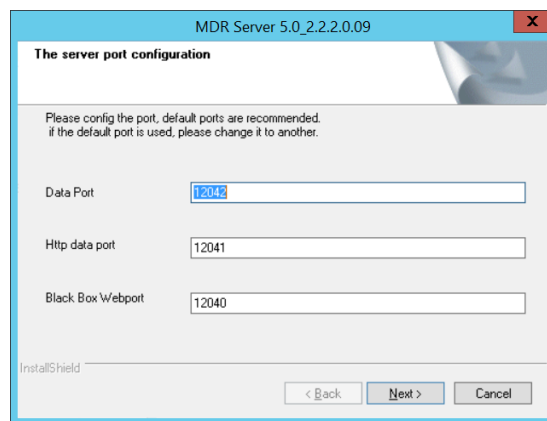 MDR Server 5.0_2.2.2.0.09
X
The server port configuration
Please config the port, default ports are recommended.
if the default port is used, please change it to another.
Data Port
12042
Http data port
12041
Black Box Webport
12040
InstallShield
< Back
Next >
Cancel